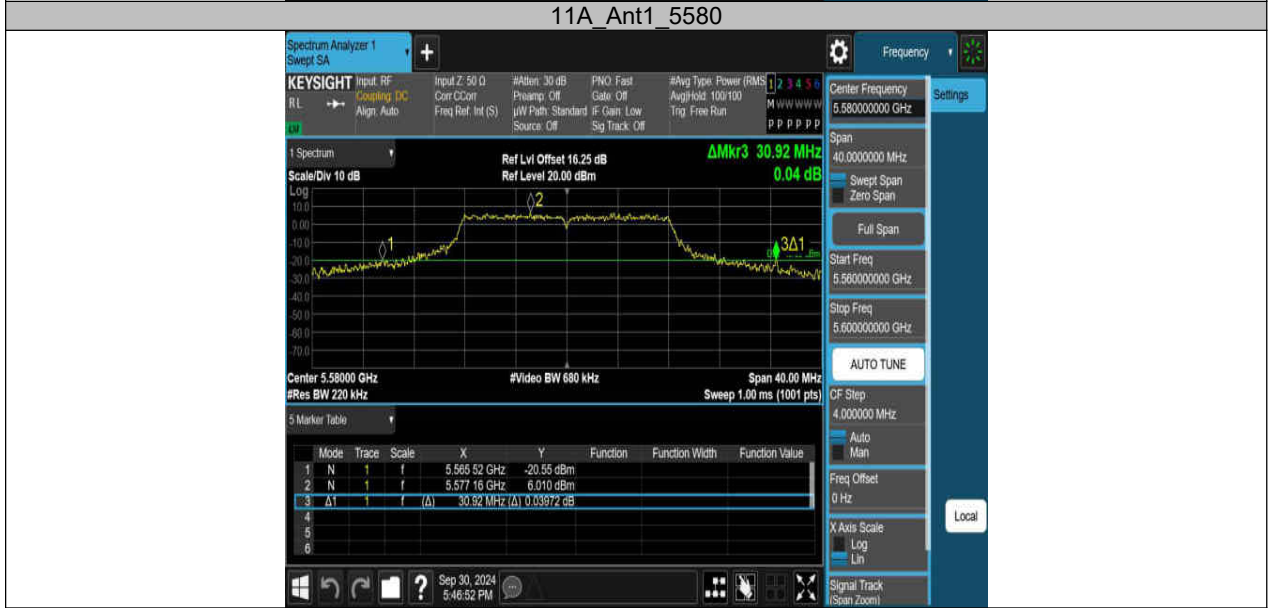 11A_Ant1_5580
Spectrum Analyzer 1
Swept SA
Frequency
KEYSIGHT
RL
Input: RF
Coupling: DC
Align: Auto
Input Z: 50 Ω
Corr CCorr
Freq Ref: Int (S)
#Atten: 30 dB
Preamp: Off
µW Path: Standard
Source: Off
PNO: Fast
Gate: Off
IF Gain: Low
Sig Track: Off
#Avg Type: Power (RMS
Avg|Hold: 100/100
Trig: Free Run
1 2 3 4 5 6
M W W W W W
P P P P P P
1 Spectrum
Scale/Div 10 dB
Ref Lvl Offset 16.25 dB
Ref Level 20.00 dBm
ΔMkr3 30.92 MHz
0.04 dB
Log
10.0
0.00
-10.0
-20.0
-30.0
-40.0
-50.0
-60.0
-70.0
1
2
3Δ1
Center 5.58000 GHz
#Res BW 220 kHz
#Video BW 680 kHz
Span 40.00 MHz
Sweep 1.00 ms (1001 pts)
5 Marker Table
Mode Trace Scale X Y Function Function Width Function Value
1 N 1 f 5.565 52 GHz -20.55 dBm
2 N 1 f 5.577 16 GHz 6.010 dBm
3 Δ1 1 f (Δ) 30.92 MHz (Δ) 0.03972 dB
4
5
6
Sep 30, 2024
5:46:52 PM
Center Frequency
5.580000000 GHz
Settings
Span
40.0000000 MHz
Swept Span
Zero Span
Full Span
Start Freq
5.560000000 GHz
Stop Freq
5.600000000 GHz
AUTO TUNE
CF Step
4.000000 MHz
Auto
Man
Freq Offset
0 Hz
X Axis Scale
Log
Lin
Local
Signal Track
(Span Zoom)